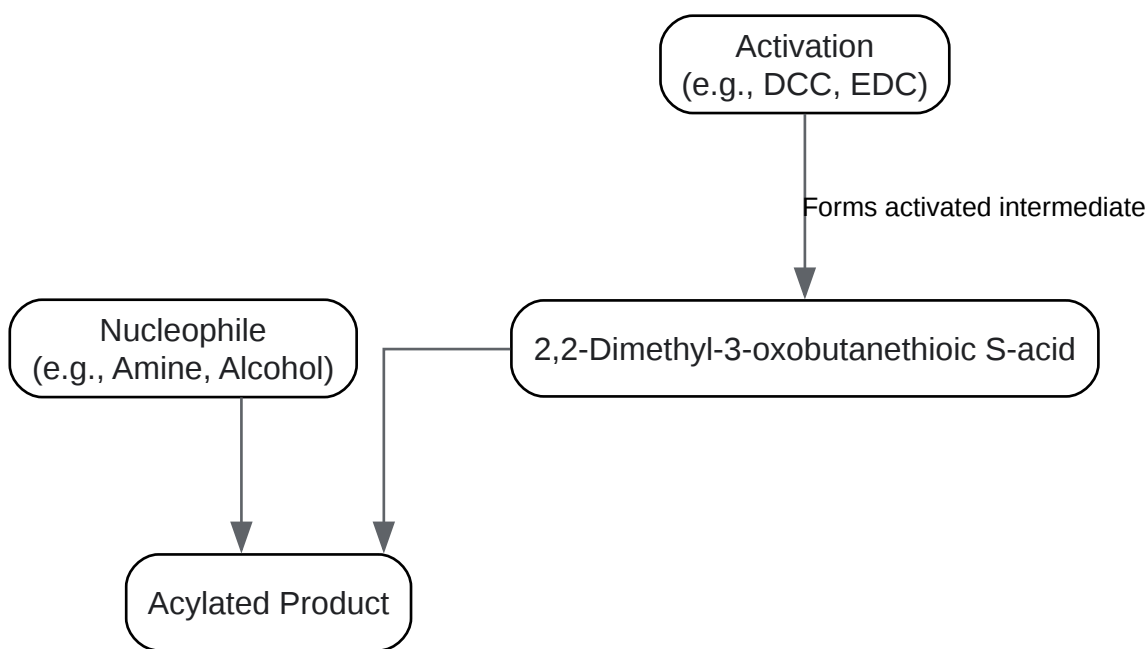 Activation
(e.g., DCC, EDC)
Forms activated intermediate
Nucleophile
(e.g., Amine, Alcohol)
2,2-Dimethyl-3-oxobutanethioic S-acid
Acylated Product